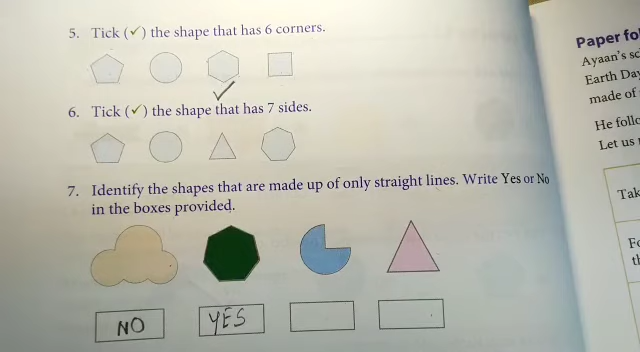 5. Tick (✓) the shape that has 6 corners.
6. Tick (✓) the shape that has 7 sides.
7. Identify the shapes that are made up of only straight lines. Write Yes or No
in the boxes provided.
NO YES
Paper fo
Ayaan's sc
Earth Day
made of
He follo
Let us
Tak
Fo
th